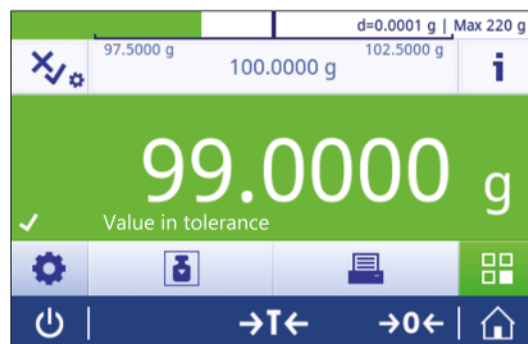 d=0.0001 g | Max 220 g
97.5000 g 102.5000 g
100.0000 g
i
99.0000 g
Value in tolerance
→T← →0←